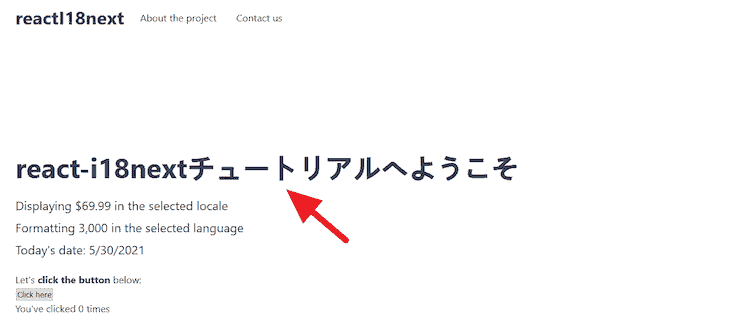 reactI18next About the project Contact us
react-i18nextチュートリアルへようこそ
Displaying $69.99 in the selected locale
Formatting 3,000 in the selected language
Today's date: 5/30/2021
Let's click the button below:
Click here
You've clicked 0 times